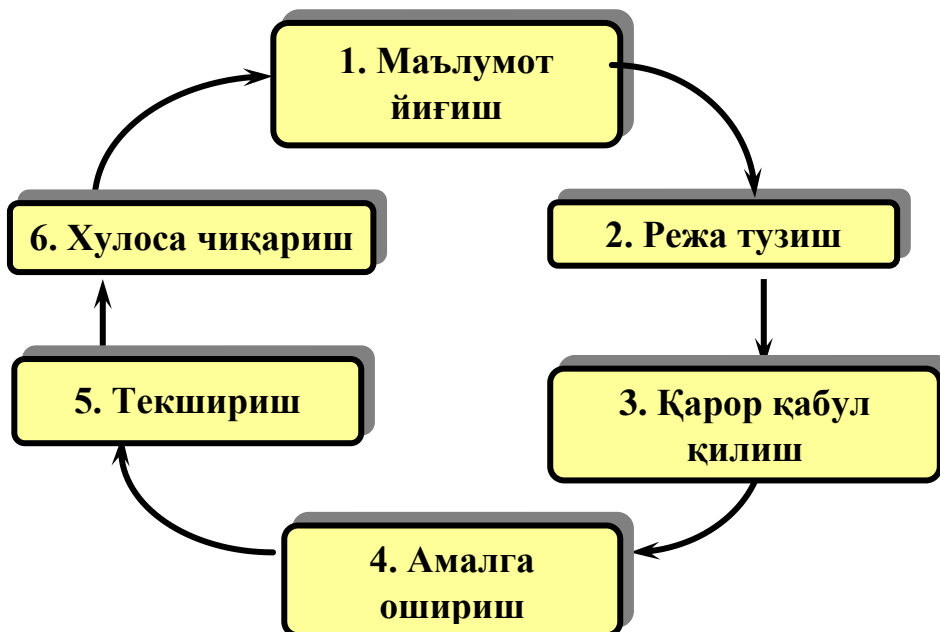 1. Маълумот
йиғиш
2. Режа тузиш
3. Қарор қабул
қилиш
4. Амалга
ошириш
5. Текшириш
6. Хулоса чиқариш